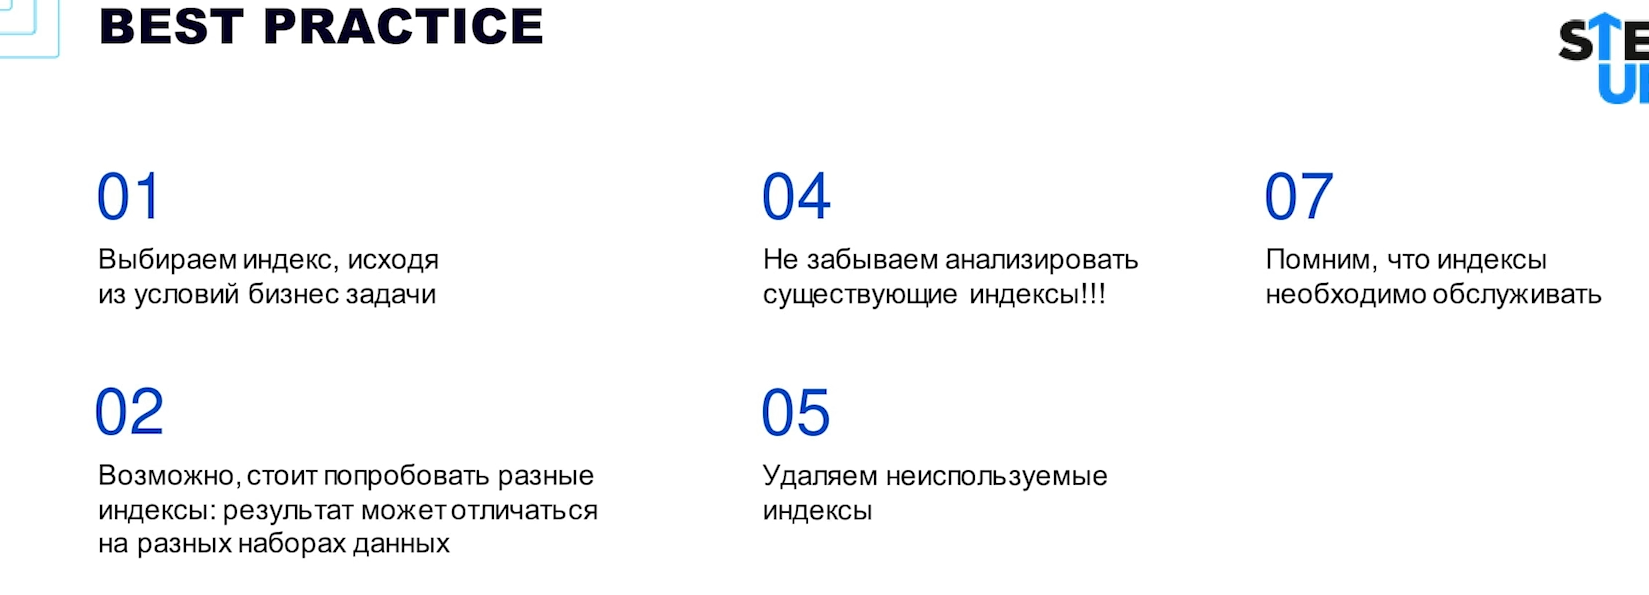 BEST PRACTICE
STE
U
01
Выбираем индекс, исходя
из условий бизнес задачи
02
Возможно, стоит попробовать разные
индексы: результат может отличаться
на разных наборах данных
04
Не забываем анализировать
существующие индексы!!!
05
Удаляем неиспользуемые
индексы
07
Помним, что индексы
необходимо обслуживать